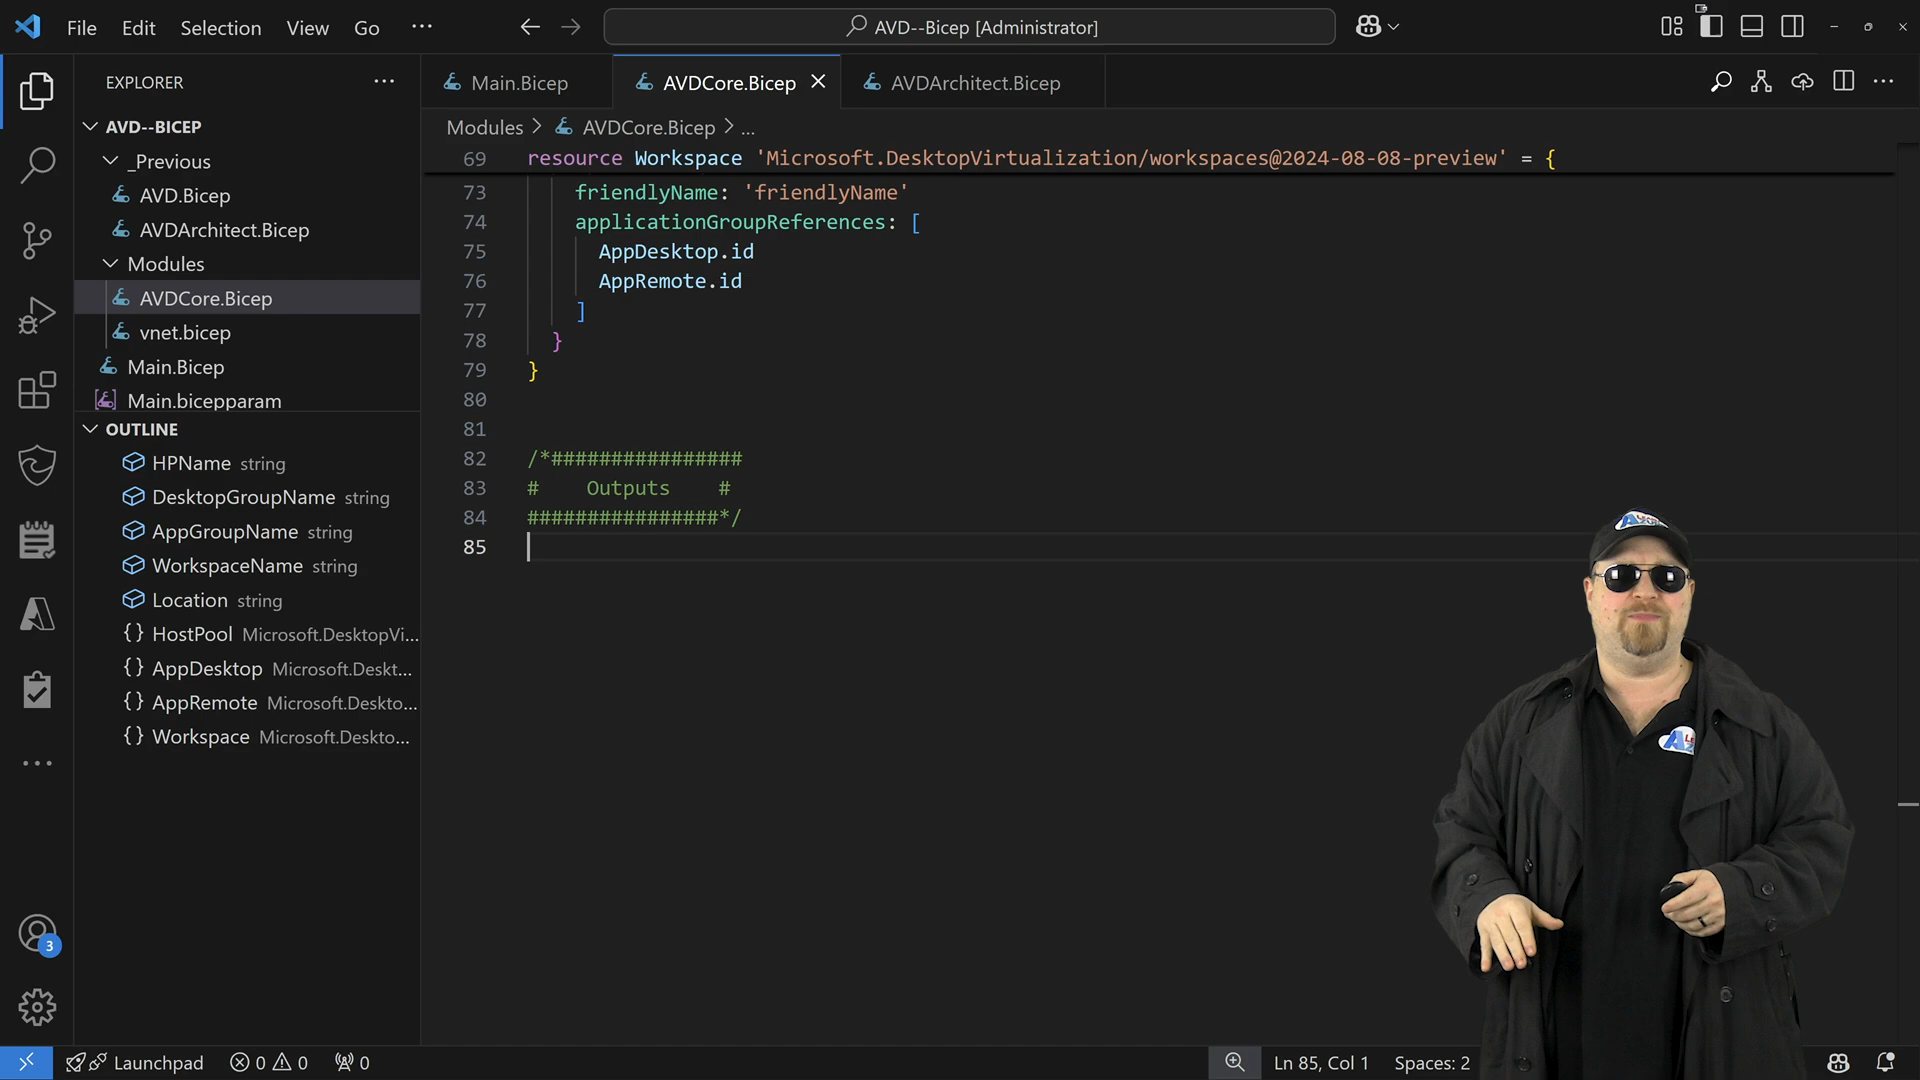 File Edit Selection View Go ··· AVD--Bicep [Administrator]
EXPLORER ···
AVD--BICEP
_Previous
AVD.Bicep
AVDArchitect.Bicep
Modules
AVDCore.Bicep
vnet.bicep
Main.Bicep
Main.bicepparam
OUTLINE
HPName string
DesktopGroupName string
AppGroupName string
WorkspaceName string
Location string
{} HostPool Microsoft.DesktopVi...
{} AppDesktop Microsoft.Deskt...
{} AppRemote Microsoft.Deskto...
{} Workspace Microsoft.Deskto...
3
Main.Bicep AVDCore.Bicep AVDArchitect.Bicep
Modules > AVDCore.Bicep > ...
69 resource Workspace 'Microsoft.DesktopVirtualization/workspaces@2024-08-08-preview' = {
73 friendlyName: 'friendlyName'
74 applicationGroupReferences: [
75 AppDesktop.id
76 AppRemote.id
77 ]
78 }
79 }
80
81
82 /*################
83 # Outputs #
84 ################*/
85
Launchpad 0 0 0 Ln 85, Col 1 Spaces: 2